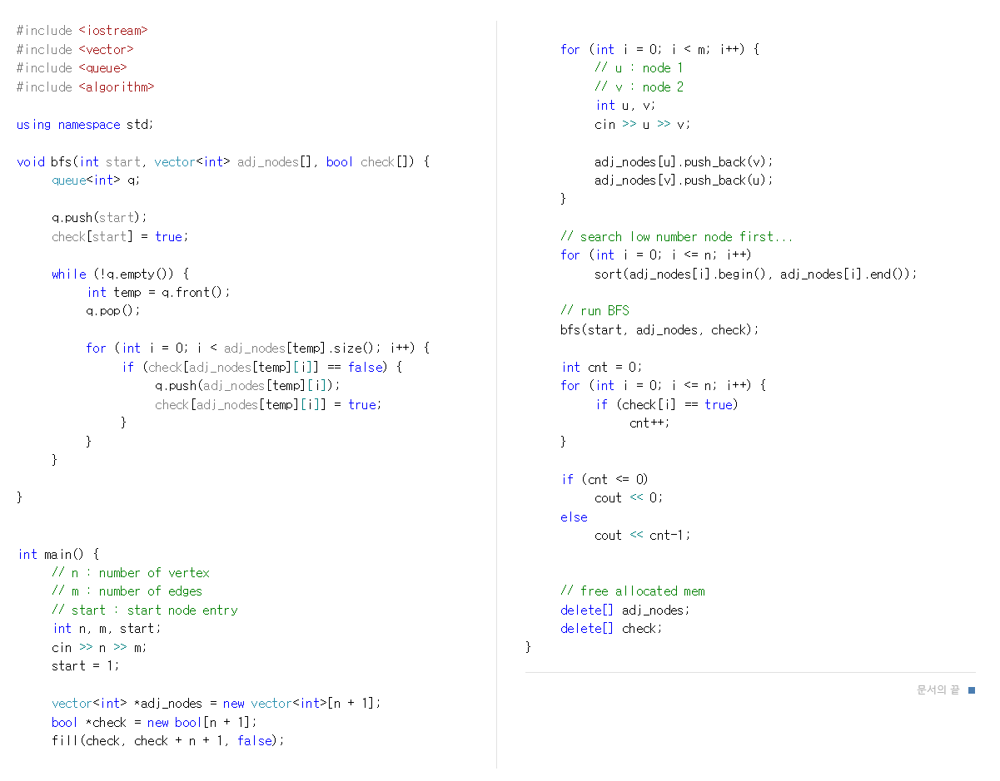 #include <iostream>
#include <vector>
#include <queue>
#include <algorithm>
using namespace std;
void bfs(int start, vector<int> adj_nodes[], bool check[]) {
queue<int> q;
q.push(start);
check[start] = true;
while (!q.empty()) {
int temp = q.front();
q.pop();
for (int i = 0; i < adj_nodes[temp].size(); i++) {
if (check[adj_nodes[temp][i]] == false) {
q.push(adj_nodes[temp][i]);
check[adj_nodes[temp][i]] = true;
}
}
}
}
int main() {
// n : number of vertex
// m : number of edges
// start : start node entry
int n, m, start;
cin >> n >> m;
start = 1;
vector<int> *adj_nodes = new vector<int>[n + 1];
bool *check = new bool[n + 1];
fill(check, check + n + 1, false);
for (int i = 0; i < m; i++) {
// u : node 1
// v : node 2
int u, v;
cin >> u >> v;
adj_nodes[u].push_back(v);
adj_nodes[v].push_back(u);
}
// search low number node first...
for (int i = 0; i <= n; i++)
sort(adj_nodes[i].begin(), adj_nodes[i].end());
// run BFS
bfs(start, adj_nodes, check);
int cnt = 0;
for (int i = 0; i <= n; i++) {
if (check[i] == true)
cnt++;
}
if (cnt <= 0)
cout << 0;
else
cout << cnt-1;
// free allocated mem
delete[] adj_nodes;
delete[] check;
}
문서의 끝